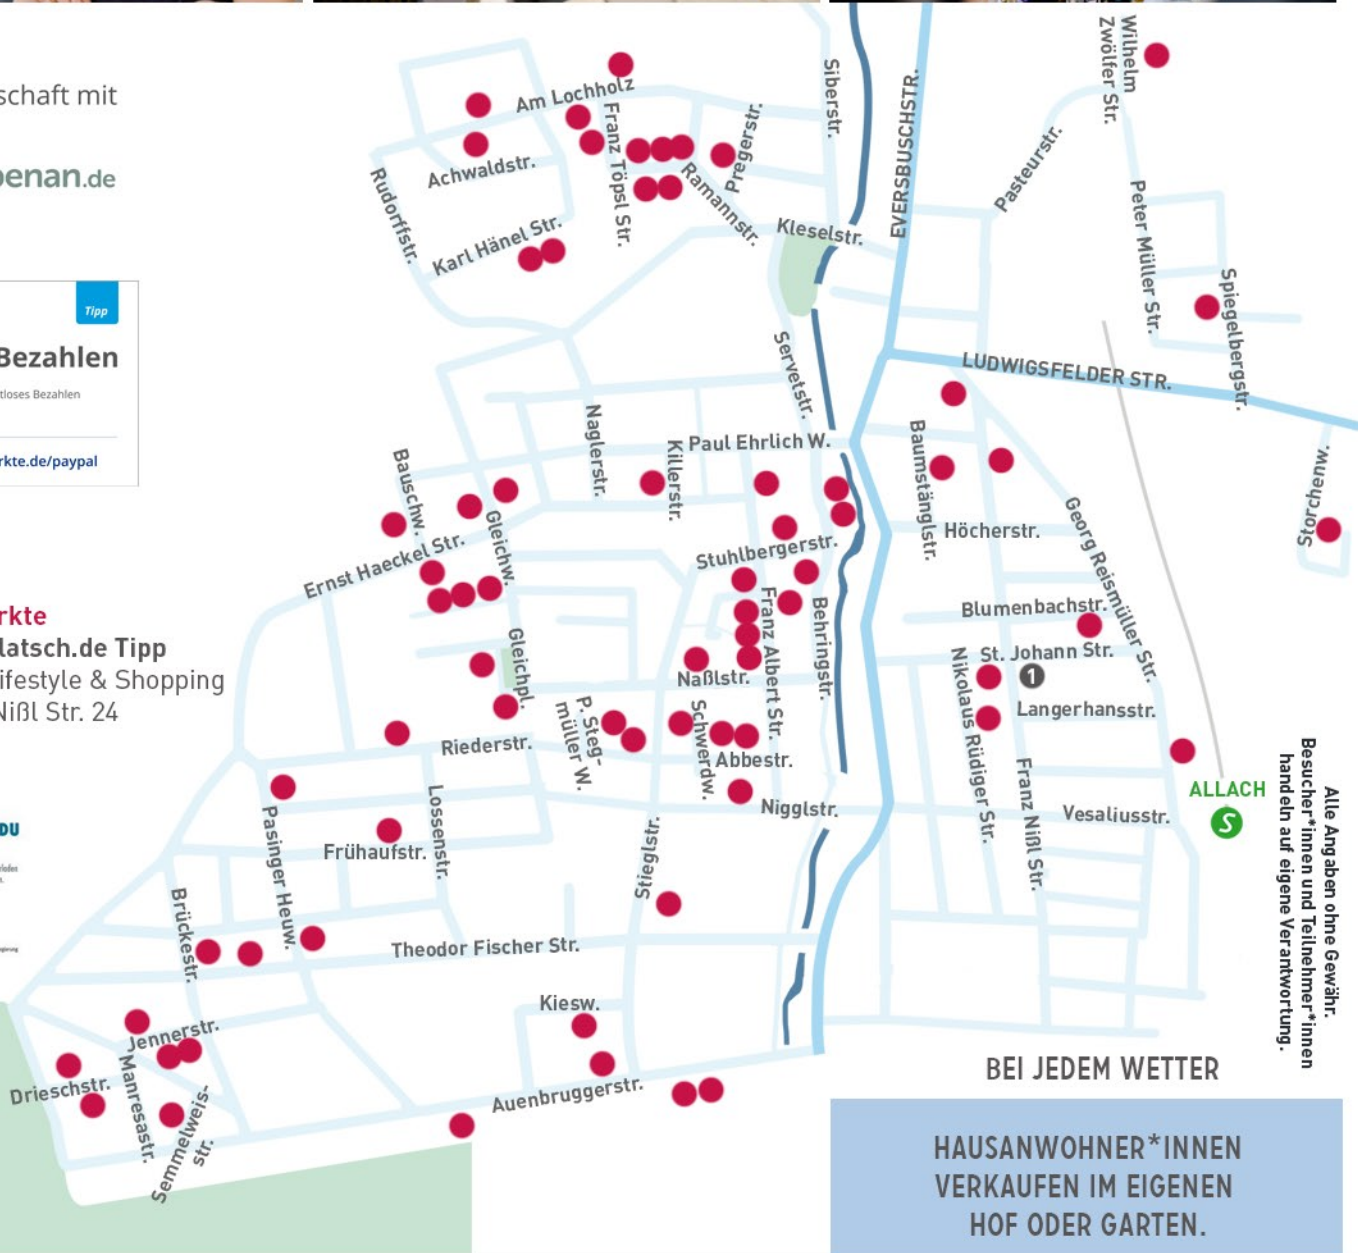 schaft mit
penan.de
Tipp
Bezahlen
tloses Bezahlen
rkte.de/paypal
rkte
latsch.de Tipp
ifestyle & Shopping
Nißl Str. 24
DU
Wilhelm
Zwölfer Str.
Siberstr.
EVERSBUSCHSTR.
Am Lochholz
Achwaldstr.
Franz Töpsl Str.
Pregerstr.
Ramannstr.
Rudorffstr.
Karl Hänel Str.
Kleselstr.
Pasteurstr.
Peter Müller Str.
Spiegelbergstr.
LUDWIGSFELDER STR.
Servetstr.
Naglerstr.
Killerstr.
Paul Ehrlich W.
Baumstänglstr.
Storchenw.
Bauschw.
Gleichw.
Ernst Haeckel Str.
Stuhlbergerstr.
Höcherstr.
Georg Reismüller Str.
Blumenbachstr.
Gleichpl.
Franz Albert Str.
Behringstr.
St. Johann Str.
1
Naßlstr.
Nikolaus Rüdiger Str.
Langerhansstr.
P. Steg-
müller W.
Schwerdw.
Riederstr.
Abbestr.
Franz Nißl Str.
ALLACH
S
Nigglstr.
Vesaliusstr.
Pasinger Heuw.
Lossenstr.
Frühaufstr.
Stieglstr.
Brückestr.
Theodor Fischer Str.
Kiesw.
Jennerstr.
Drieschstr.
Manresastr.
Semmelweis-
str.
Auenbruggerstr.
Alle Angaben ohne Gewähr.
Besucher*innen und Teilnehmer*innen
handeln auf eigene Verantwortung.
BEI JEDEM WETTER
HAUSANWOHNER*INNEN
VERKAUFEN IM EIGENEN
HOF ODER GARTEN.